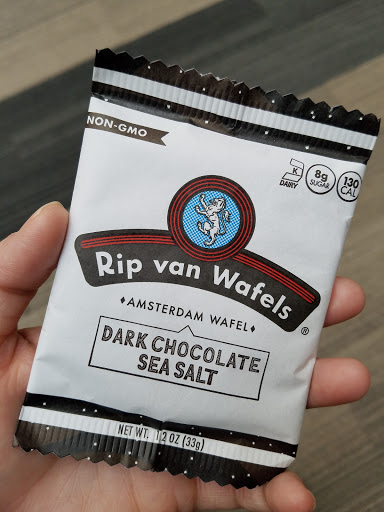 NON-GMO
K
DAIRY
8g
SUGAR
130
CAL
Rip van Wafels
®
♦AMSTERDAM WAFEL♦
DARK CHOCOLATE
SEA SALT
NET WT. 1.2 OZ (33g)